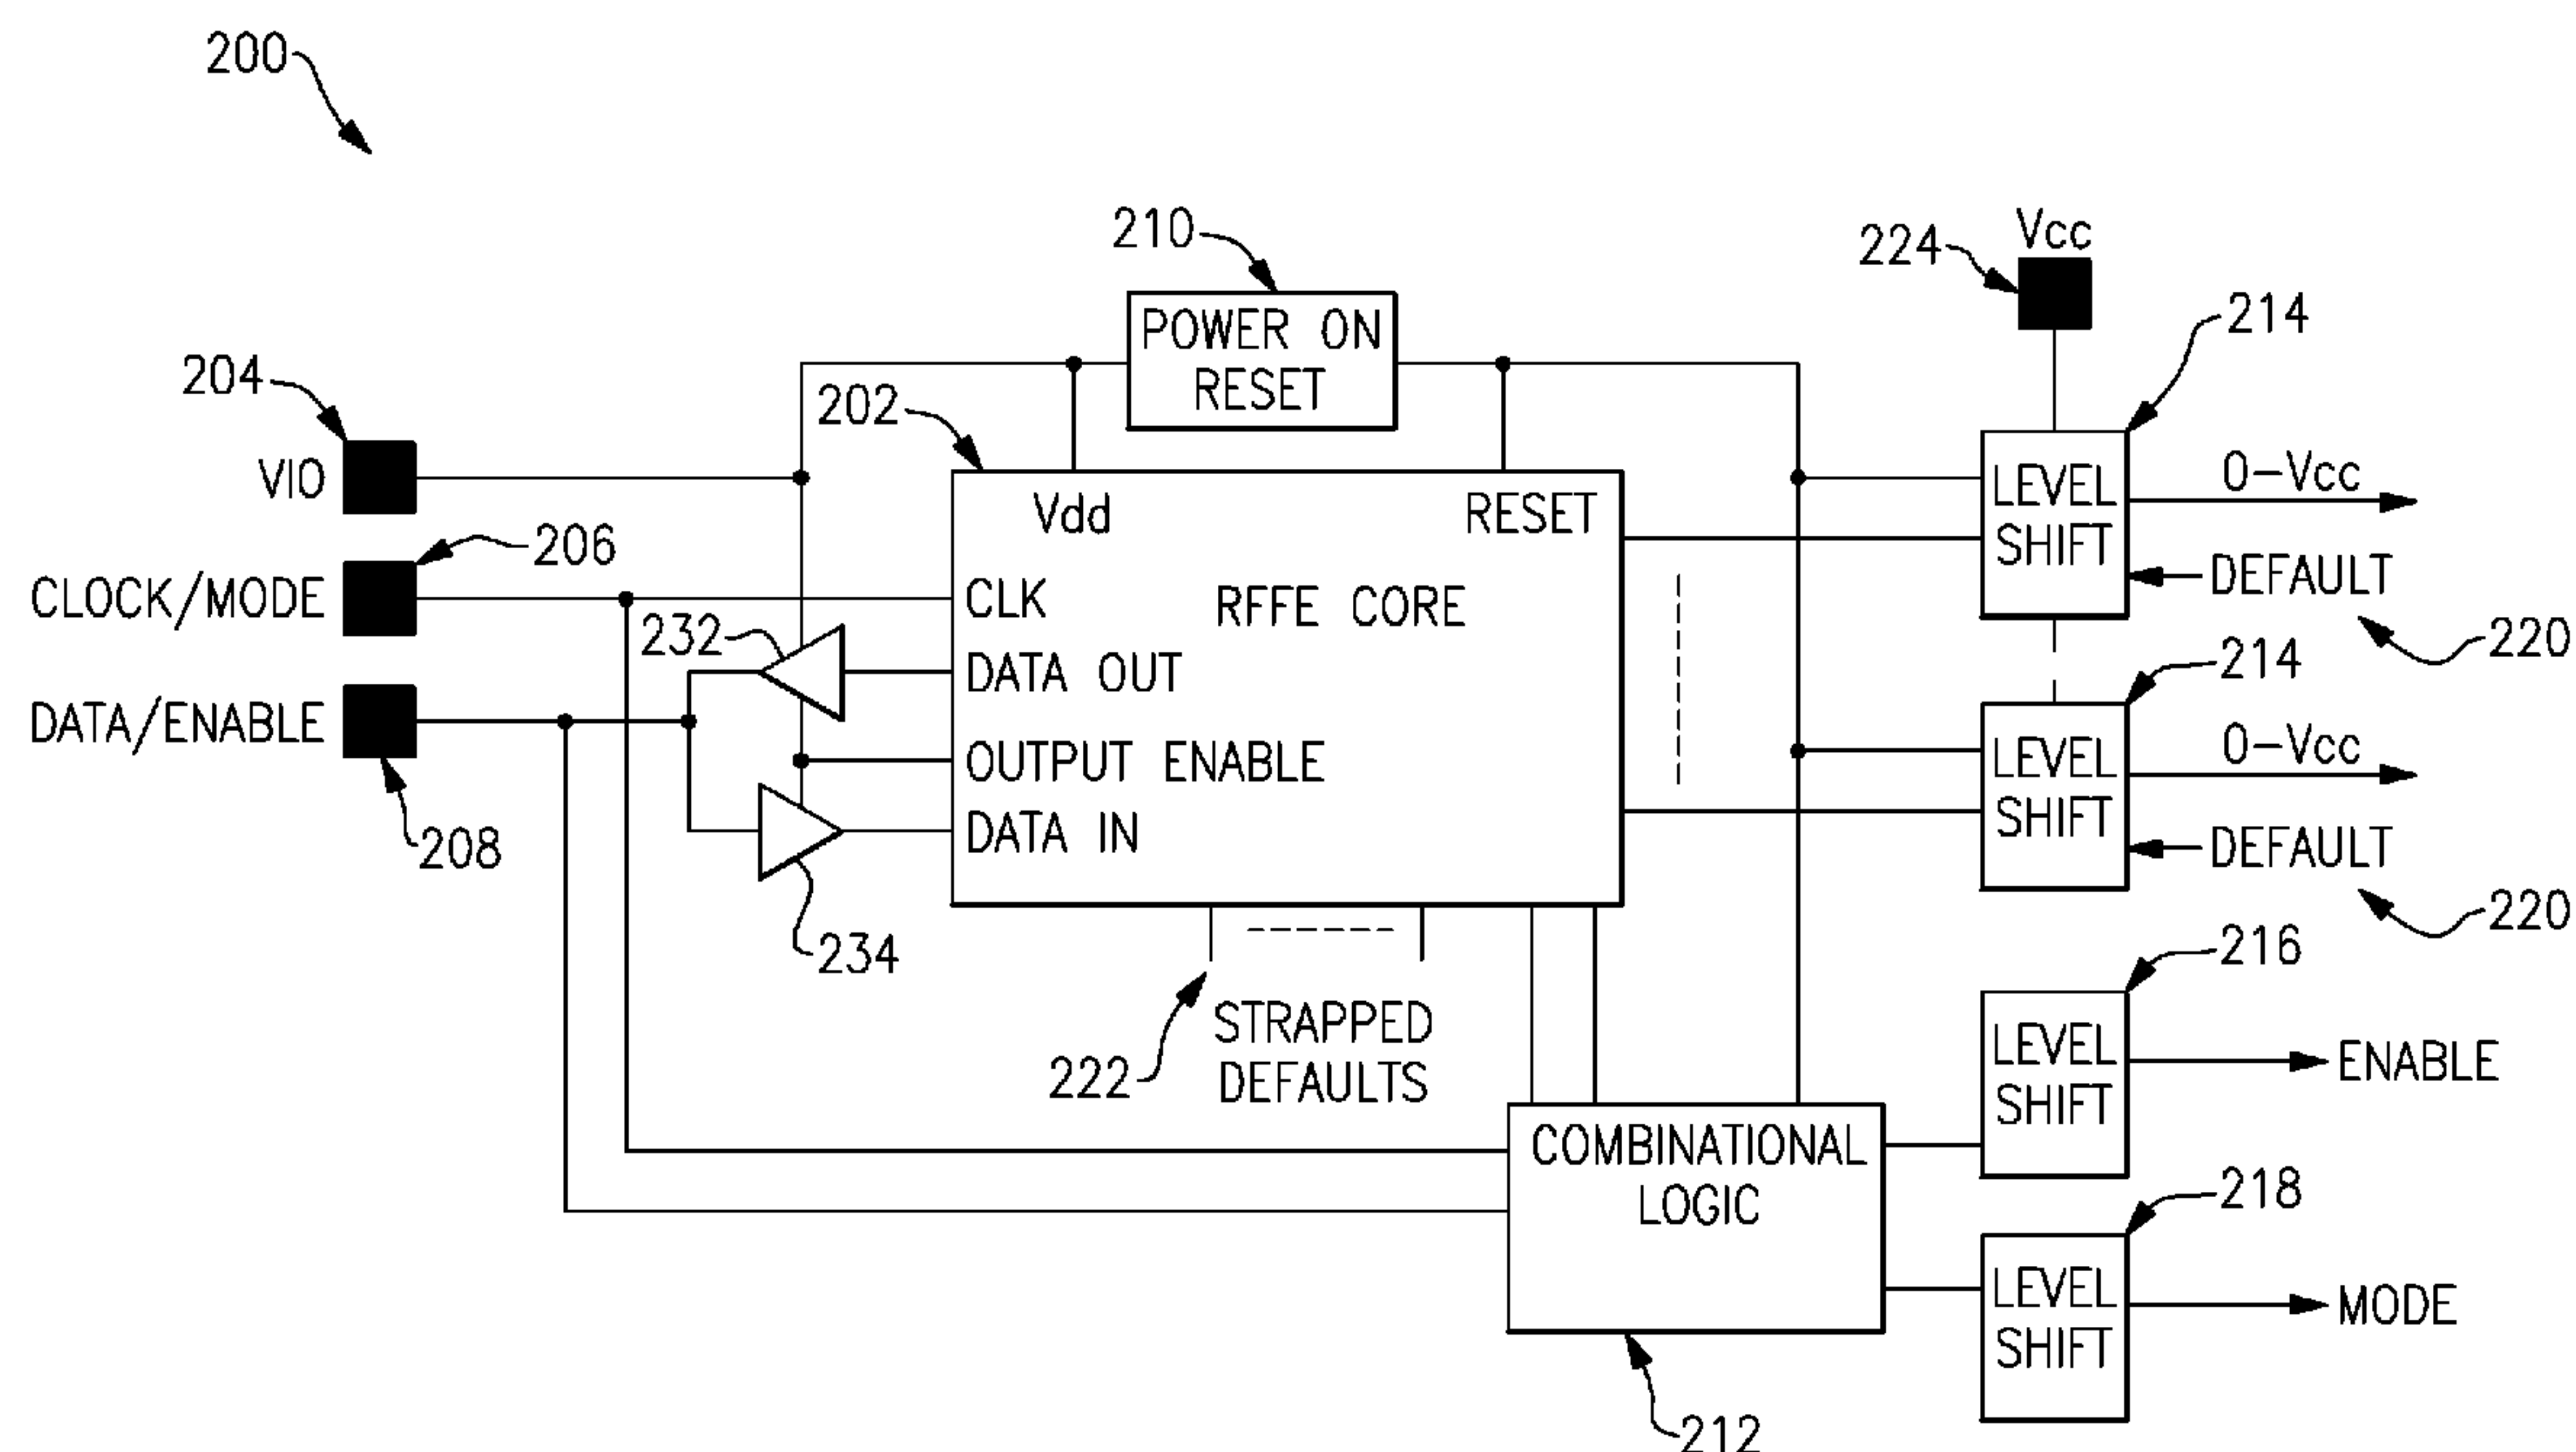 200
210
POWER ON
RESET
224
Vcc
214
204
VIO
202
Vdd
RESET
LEVEL
SHIFT
0-Vcc
DEFAULT
220
CLOCK/MODE
206
CLK
RFFE CORE
232
DATA OUT
DATA/ENABLE
208
OUTPUT ENABLE
DATA IN
234
214
LEVEL
SHIFT
0-Vcc
DEFAULT
220
222
STRAPPED
DEFAULTS
216
LEVEL
SHIFT
ENABLE
COMBINATIONAL
LOGIC
212
218
LEVEL
SHIFT
MODE